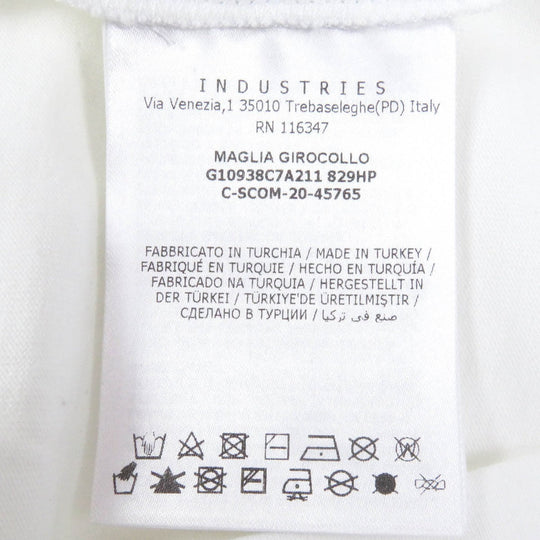 INDUSTRIES
Via Venezia,1 35010 Trebaseleghe(PD) Italy
RN 116347
MAGLIA GIROCOLLO
G10938C7A211 829HP
C-SCOM-20-45765
FABBRICATO IN TURCHIA / MADE IN TURKEY /
FABRIQUÉ EN TURQUIE / HECHO EN TURQUÍA /
FABRICADO NA TURQUIA / HERGESTELLT IN
DER TÜRKEI / TÜRKİYE'DE ÜRETILMIŞTIR /
СДЕЛАНО В ТУРЦИИ / صنع في تركيا